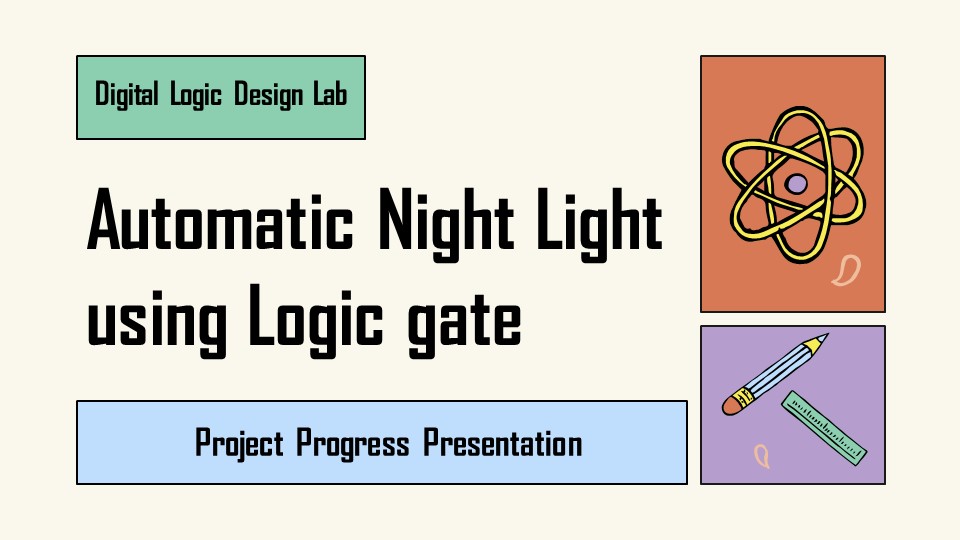 Digital Logic Design Lab
Automatic Night Light
using Logic gate
Project Progress Presentation